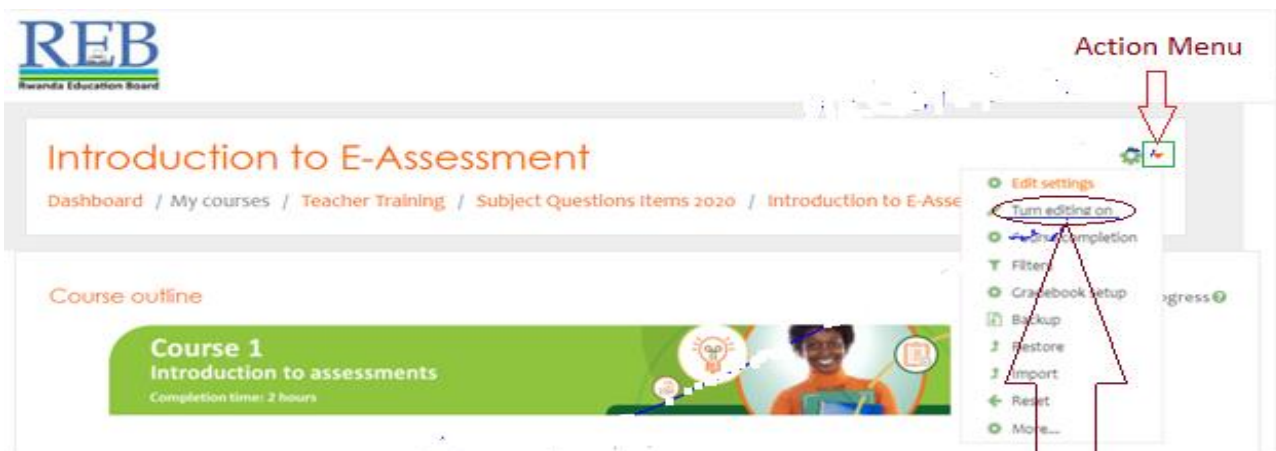 REB
Rwanda Education Board
Action Menu
Introduction to E-Assessment
Dashboard / My courses / Teacher Training / Subject Questions Items 2020 / Introduction to E-Asse
Edit settings
Turn editing on
completion
Filters
Gradebook setup
Backup
Restore
Import
Reset
More...
Course outline
ogress
Course 1
Introduction to assessments
Completion time: 2 hours